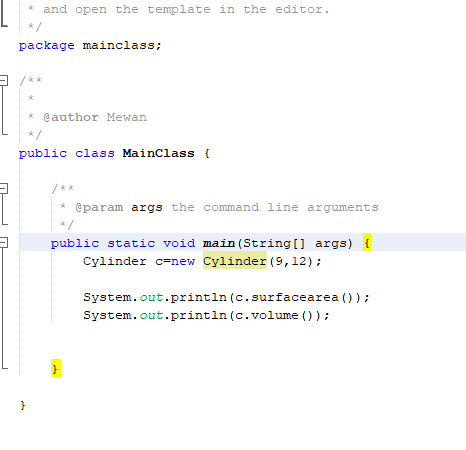 * and open the template in the editor.
*/
package mainclass;
/**
*
* @author Mewan
*/
public class MainClass {
/**
* @param args the command line arguments
*/
public static void main(String[] args) {
Cylinder c=new Cylinder(9,12);
System.out.println(c.surfacearea());
System.out.println(c.volume());
}
}